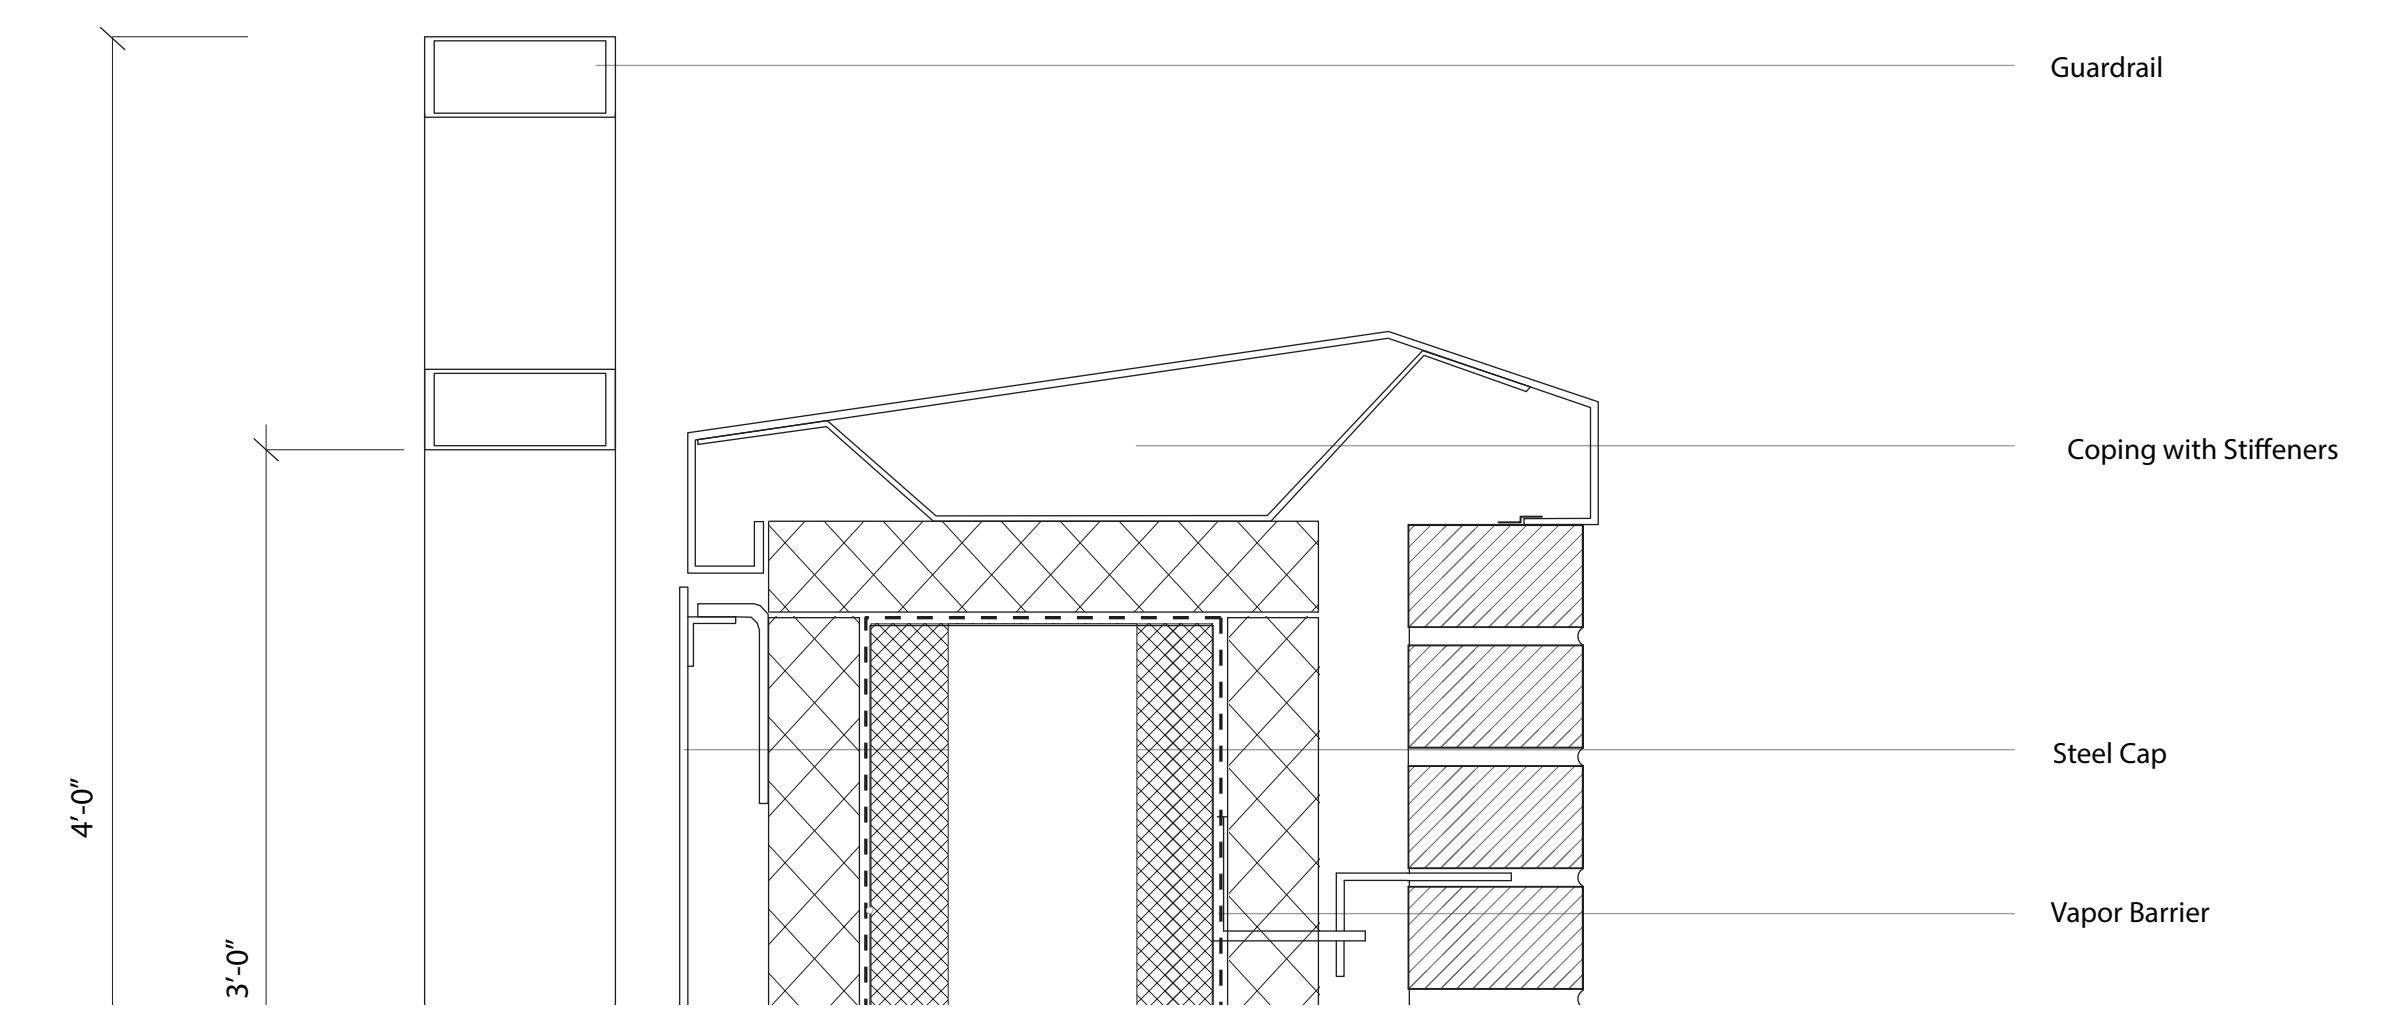 Guardrail
Coping with Stiffeners
Steel Cap
4’-0”
Vapor Barrier
3’-0”